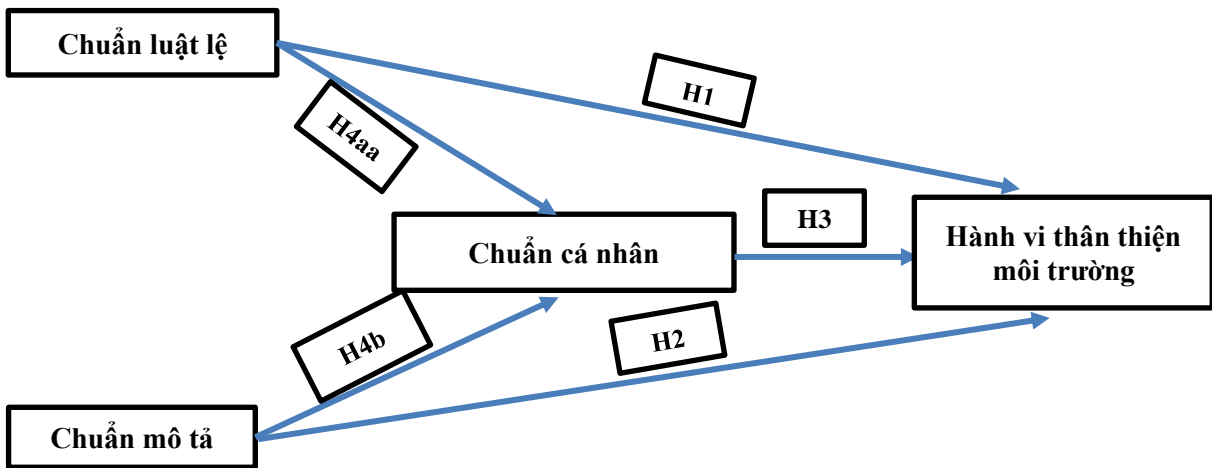 Chuẩn luật lệ
H1
H4aa
H3
Chuẩn cá nhân
Hành vi thân thiện
môi trường
H4b
H2
Chuẩn mô tả